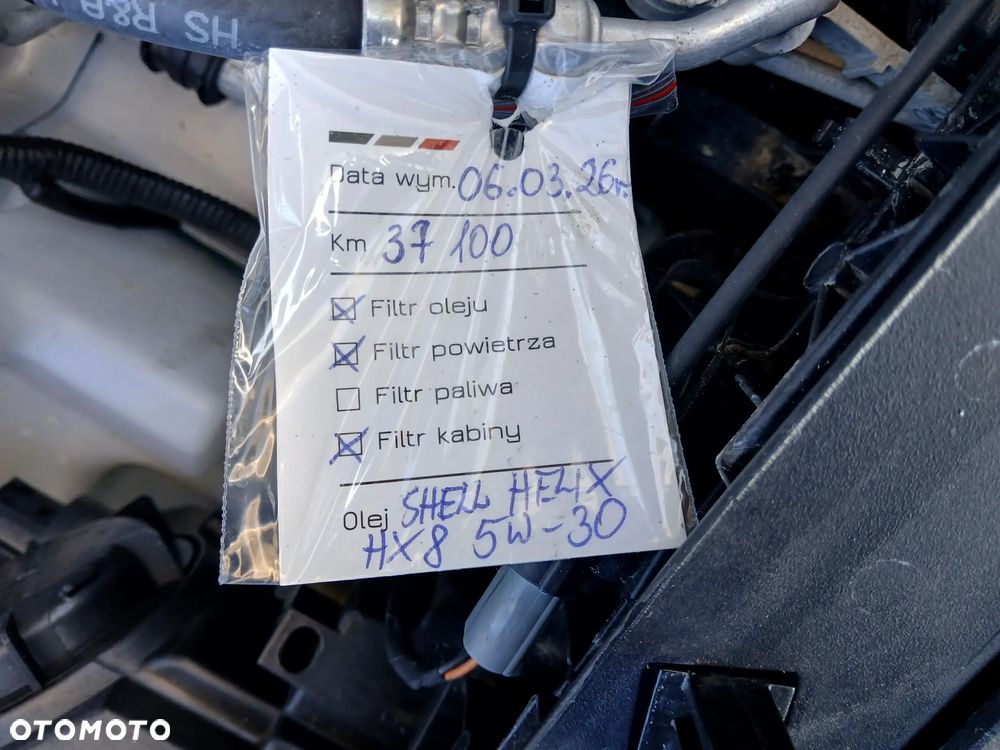 HS R&A
Data wym. 06.03.26r.
Km 37 100
Filtr oleju
Filtr powietrza
Filtr paliwa
Filtr kabiny
Olej SHELL HELIX
HX8 5W-30
OTOMOTO